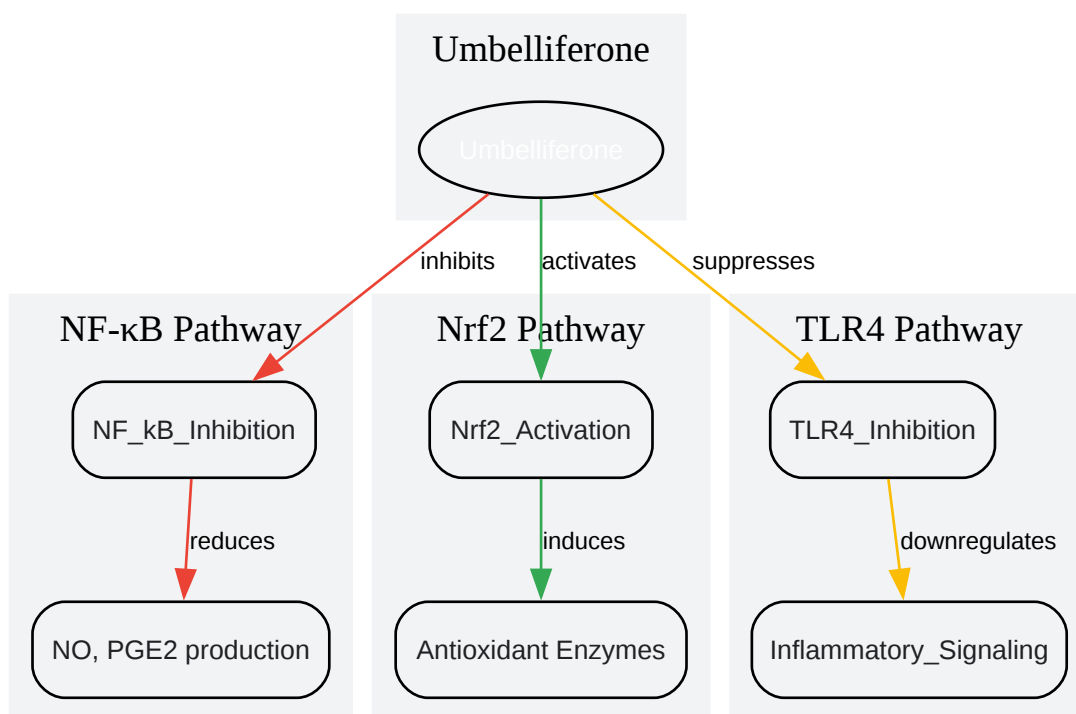 Umbelliferone
Umbelliferone
inhibits
activates
suppresses
NF-κB Pathway
Nrf2 Pathway
TLR4 Pathway
NF_kB_Inhibition
Nrf2_Activation
TLR4_Inhibition
reduces
induces
downregulates
NO, PGE2 production
Antioxidant Enzymes
Inflammatory_Signaling